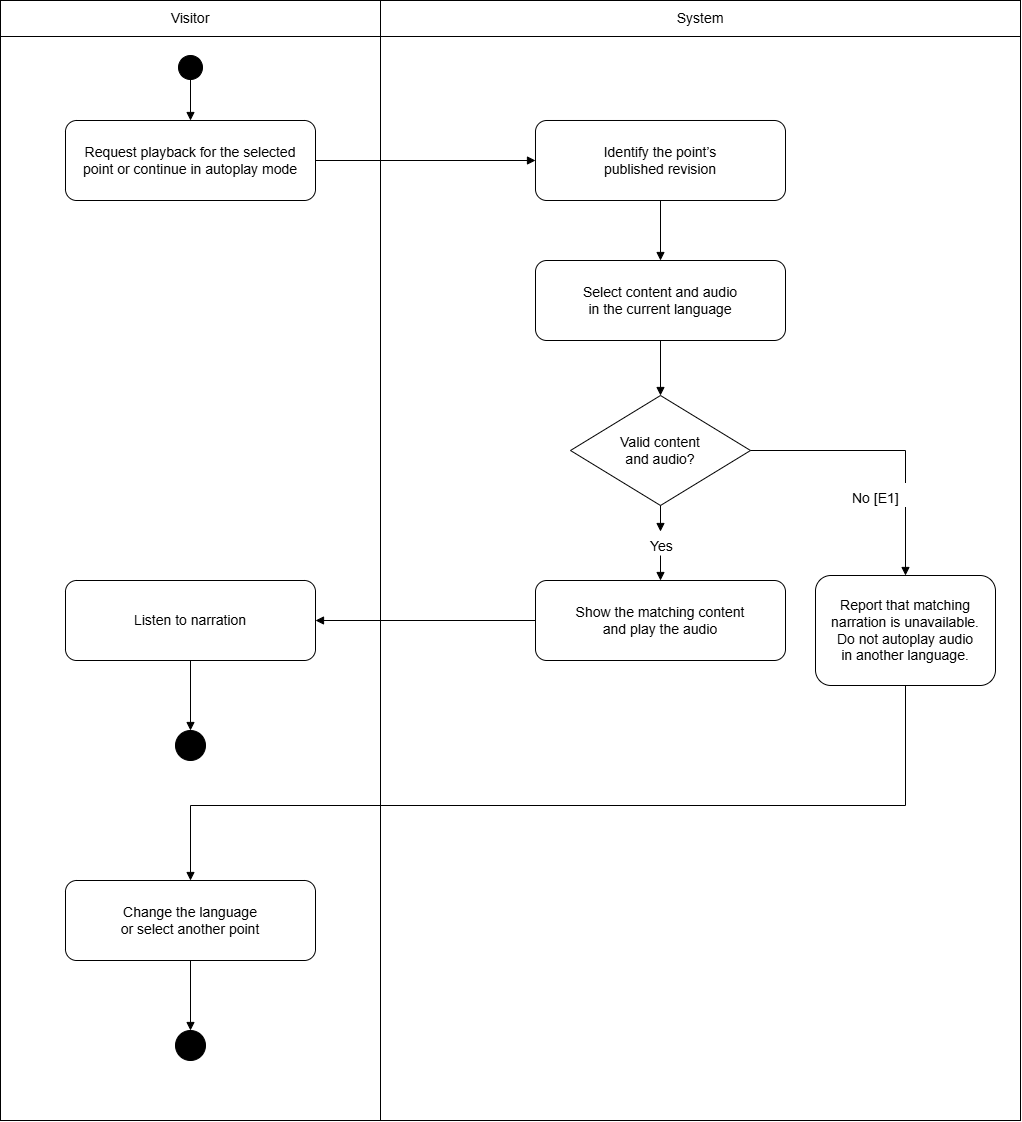 Visitor
System
Request playback for the selected
point or continue in autoplay mode
Identify the point’s
published revision
Select content and audio
in the current language
Valid content
and audio?
No [E1]
Yes
Listen to narration
Show the matching content
and play the audio
Report that matching
narration is unavailable.
Do not autoplay audio
in another language.
Change the language
or select another point